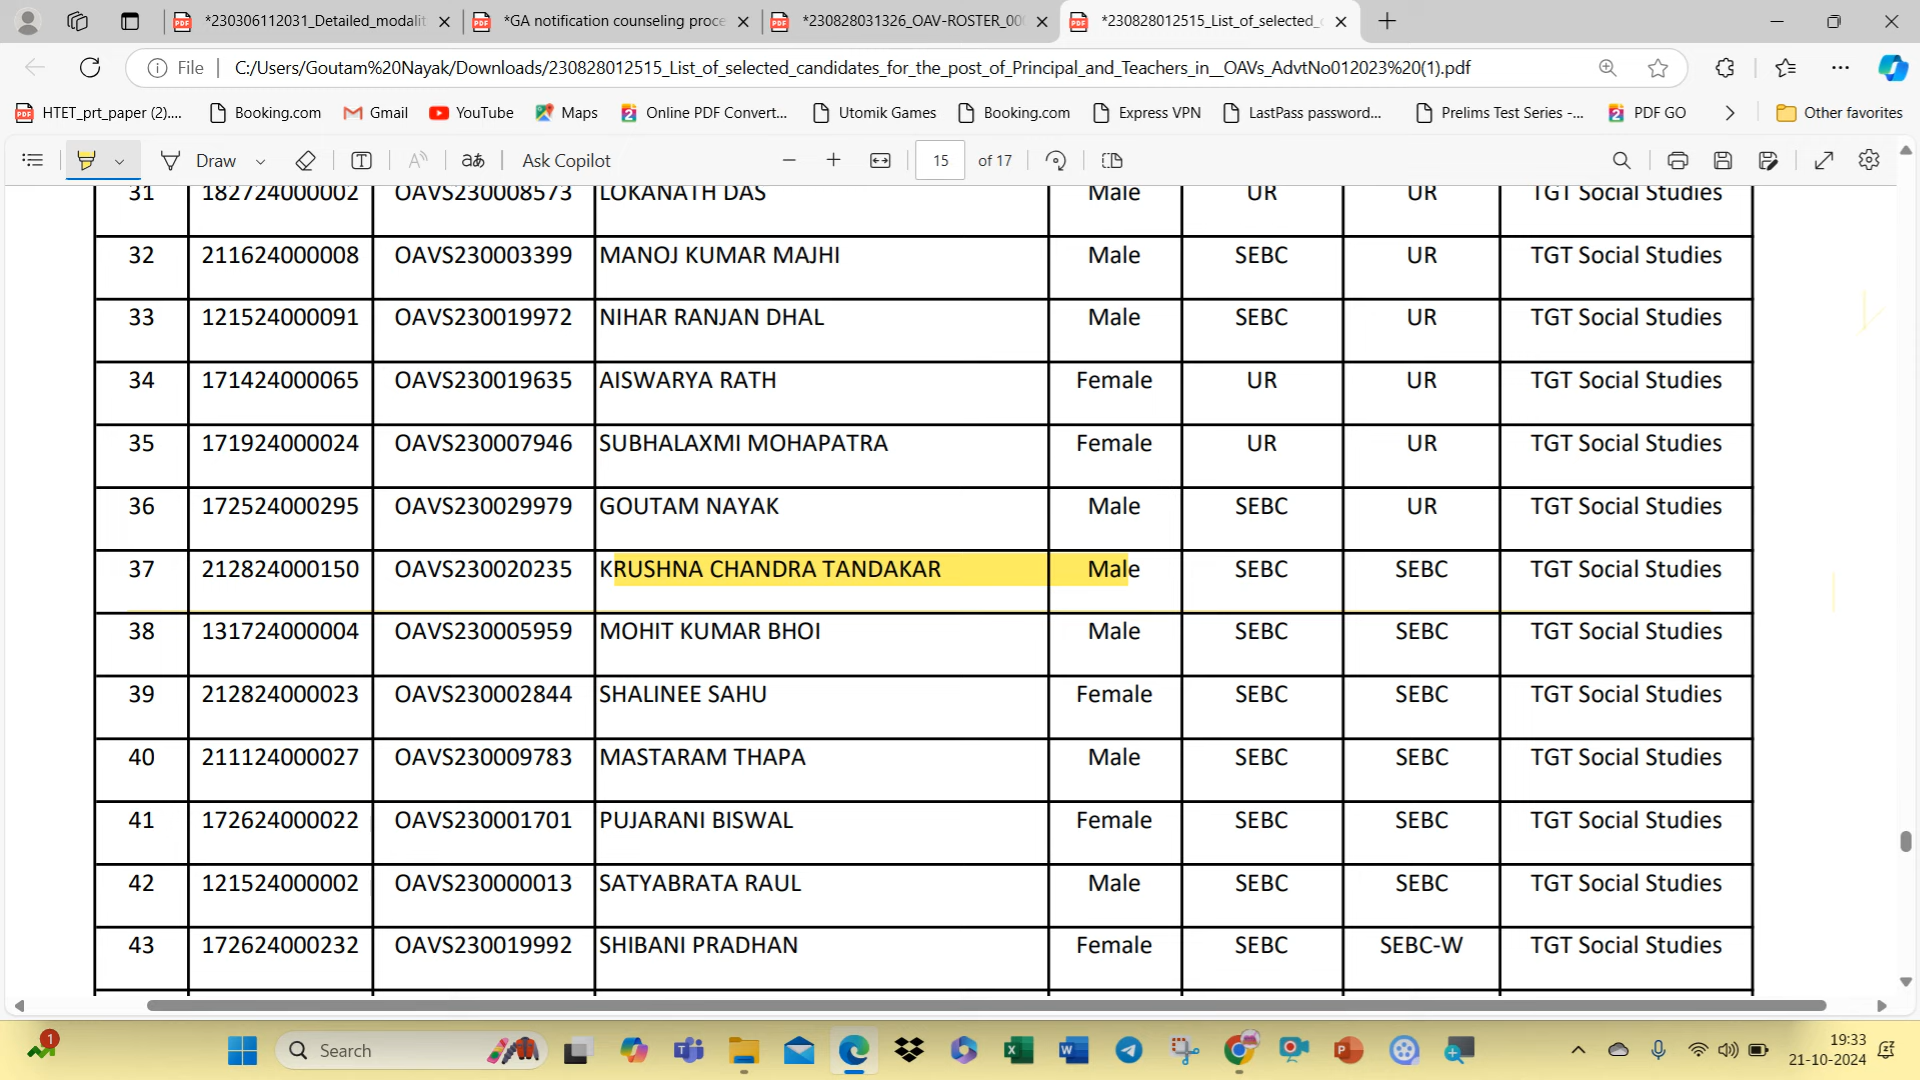 *230306112031_Detailed_modalit
*GA notification counseling proce
*230828031326_OAV-ROSTER_00
*230828012515_List_of_selected_c
File
C:/Users/Goutam%20Nayak/Downloads/230828012515_List_of_selected_candidates_for_the_post_of_Principal_and_Teachers_in__OAVs_AdvtNo012023%20(1).pdf
HTET_prt_paper (2)....
Booking.com
Gmail
YouTube
Maps
Online PDF Convert...
Utomik Games
Booking.com
Express VPN
LastPass password...
Prelims Test Series -...
PDF GO
Other favorites
Draw
Ask Copilot
15 of 17
31 182724000002 OAVS230008573 LOKANATH DAS Male UR UR TGT Social Studies
32 211624000008 OAVS230003399 MANOJ KUMAR MAJHI Male SEBC UR TGT Social Studies
33 121524000091 OAVS230019972 NIHAR RANJAN DHAL Male SEBC UR TGT Social Studies
34 171424000065 OAVS230019635 AISWARYA RATH Female UR UR TGT Social Studies
35 171924000024 OAVS230007946 SUBHALAXMI MOHAPATRA Female UR UR TGT Social Studies
36 172524000295 OAVS230029979 GOUTAM NAYAK Male SEBC UR TGT Social Studies
37 212824000150 OAVS230020235 KRUSHNA CHANDRA TANDAKAR Male SEBC SEBC TGT Social Studies
38 131724000004 OAVS230005959 MOHIT KUMAR BHOI Male SEBC SEBC TGT Social Studies
39 212824000023 OAVS230002844 SHALINEE SAHU Female SEBC SEBC TGT Social Studies
40 211124000027 OAVS230009783 MASTARAM THAPA Male SEBC SEBC TGT Social Studies
41 172624000022 OAVS230001701 PUJARANI BISWAL Female SEBC SEBC TGT Social Studies
42 121524000002 OAVS230000013 SATYABRATA RAUL Male SEBC SEBC TGT Social Studies
43 172624000232 OAVS230019992 SHIBANI PRADHAN Female SEBC SEBC-W TGT Social Studies
1
Search
19:33
21-10-2024